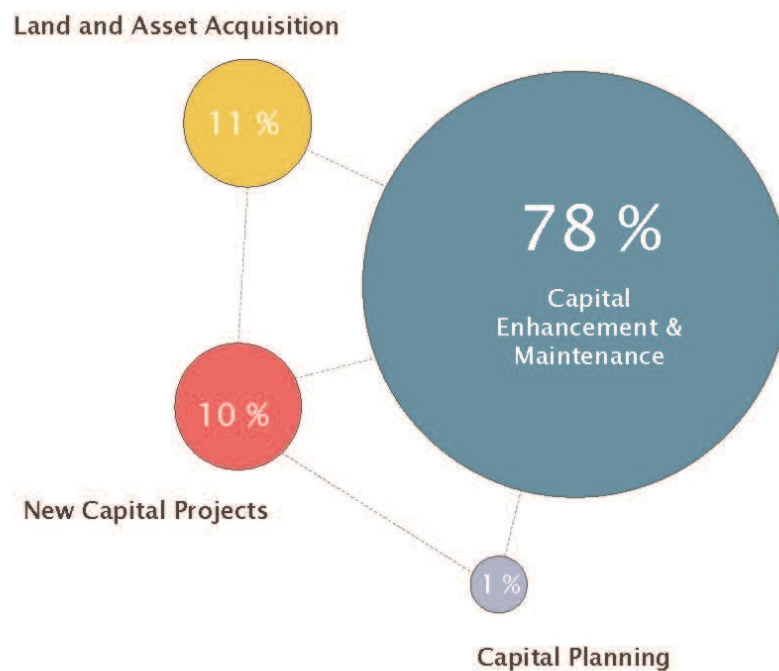 Land and Asset Acquisition
11 %
78 %
Capital
Enhancement &
Maintenance
10 %
New Capital Projects
1 %
Capital Planning